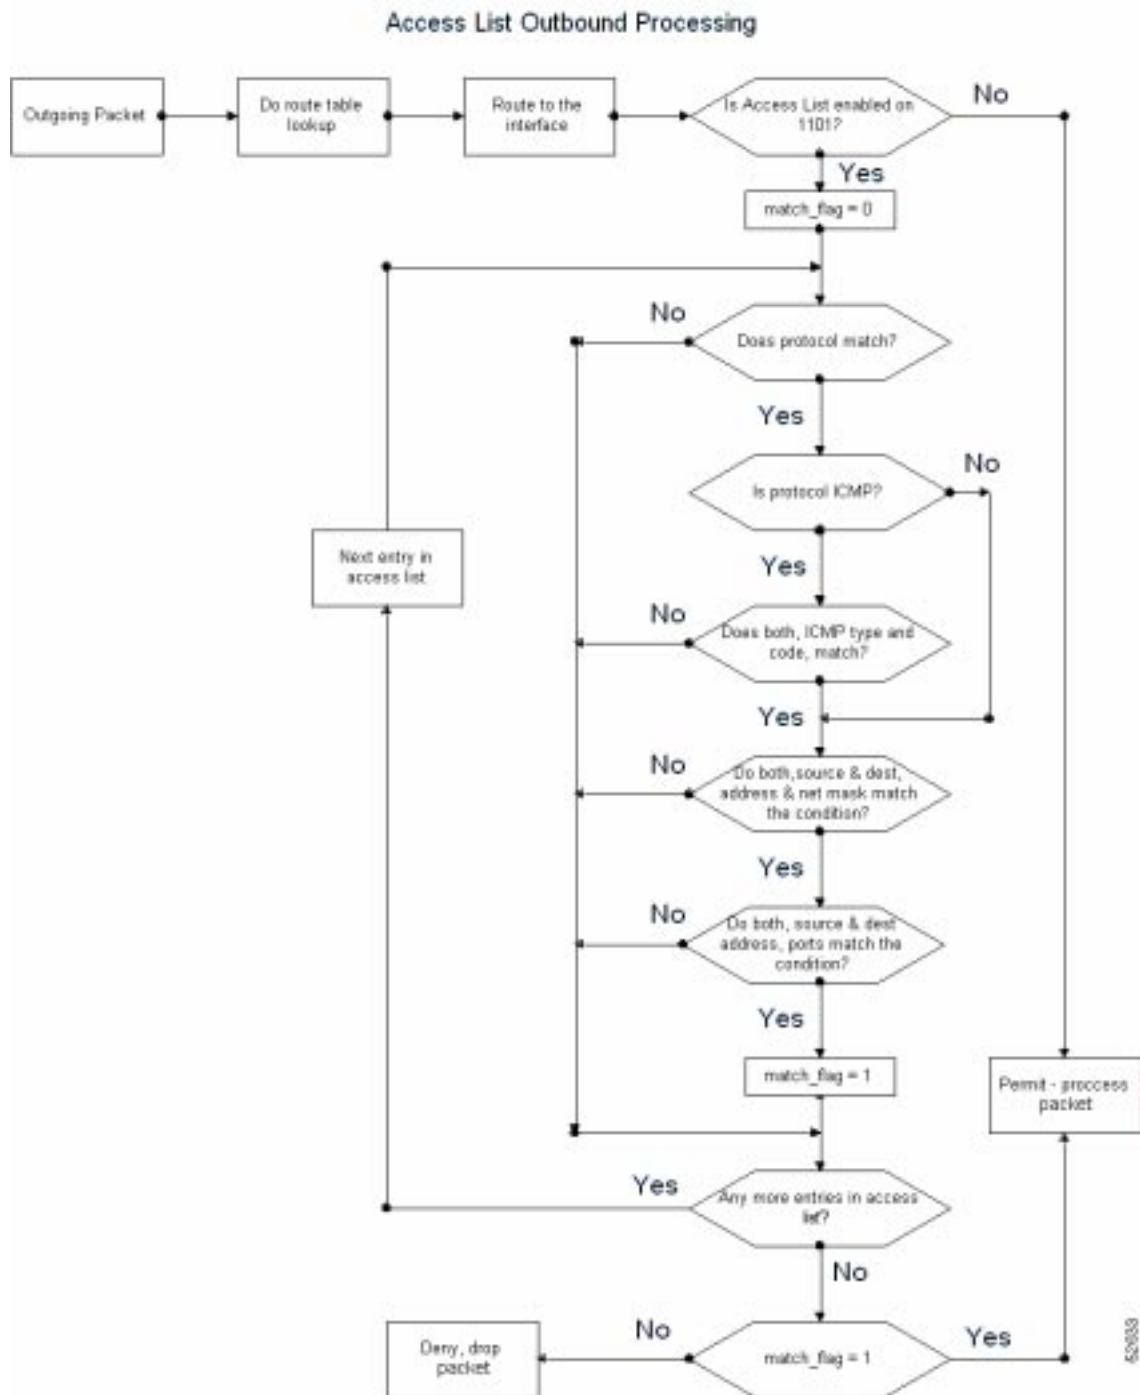 Access List Outbound Processing
Outgoing Packet
Do route table
lookup
Route to the
interface
Is Access List enabled on
1101?
No
Yes
match_flag = 0
No
Does protocol match?
Yes
Is protocol ICMP?
No
Next entry in
access list
Yes
No
Does both, ICMP type and
code, match?
Yes
No
Do both,source & dest,
address & net mask match
the condition?
Yes
No
Do both, source & dest
address, ports match the
condition?
Yes
match_flag = 1
Permit - proccess
packet
Yes
Any more entries in access
list?
No
Deny, drop
packet
No
match_flag = 1
Yes